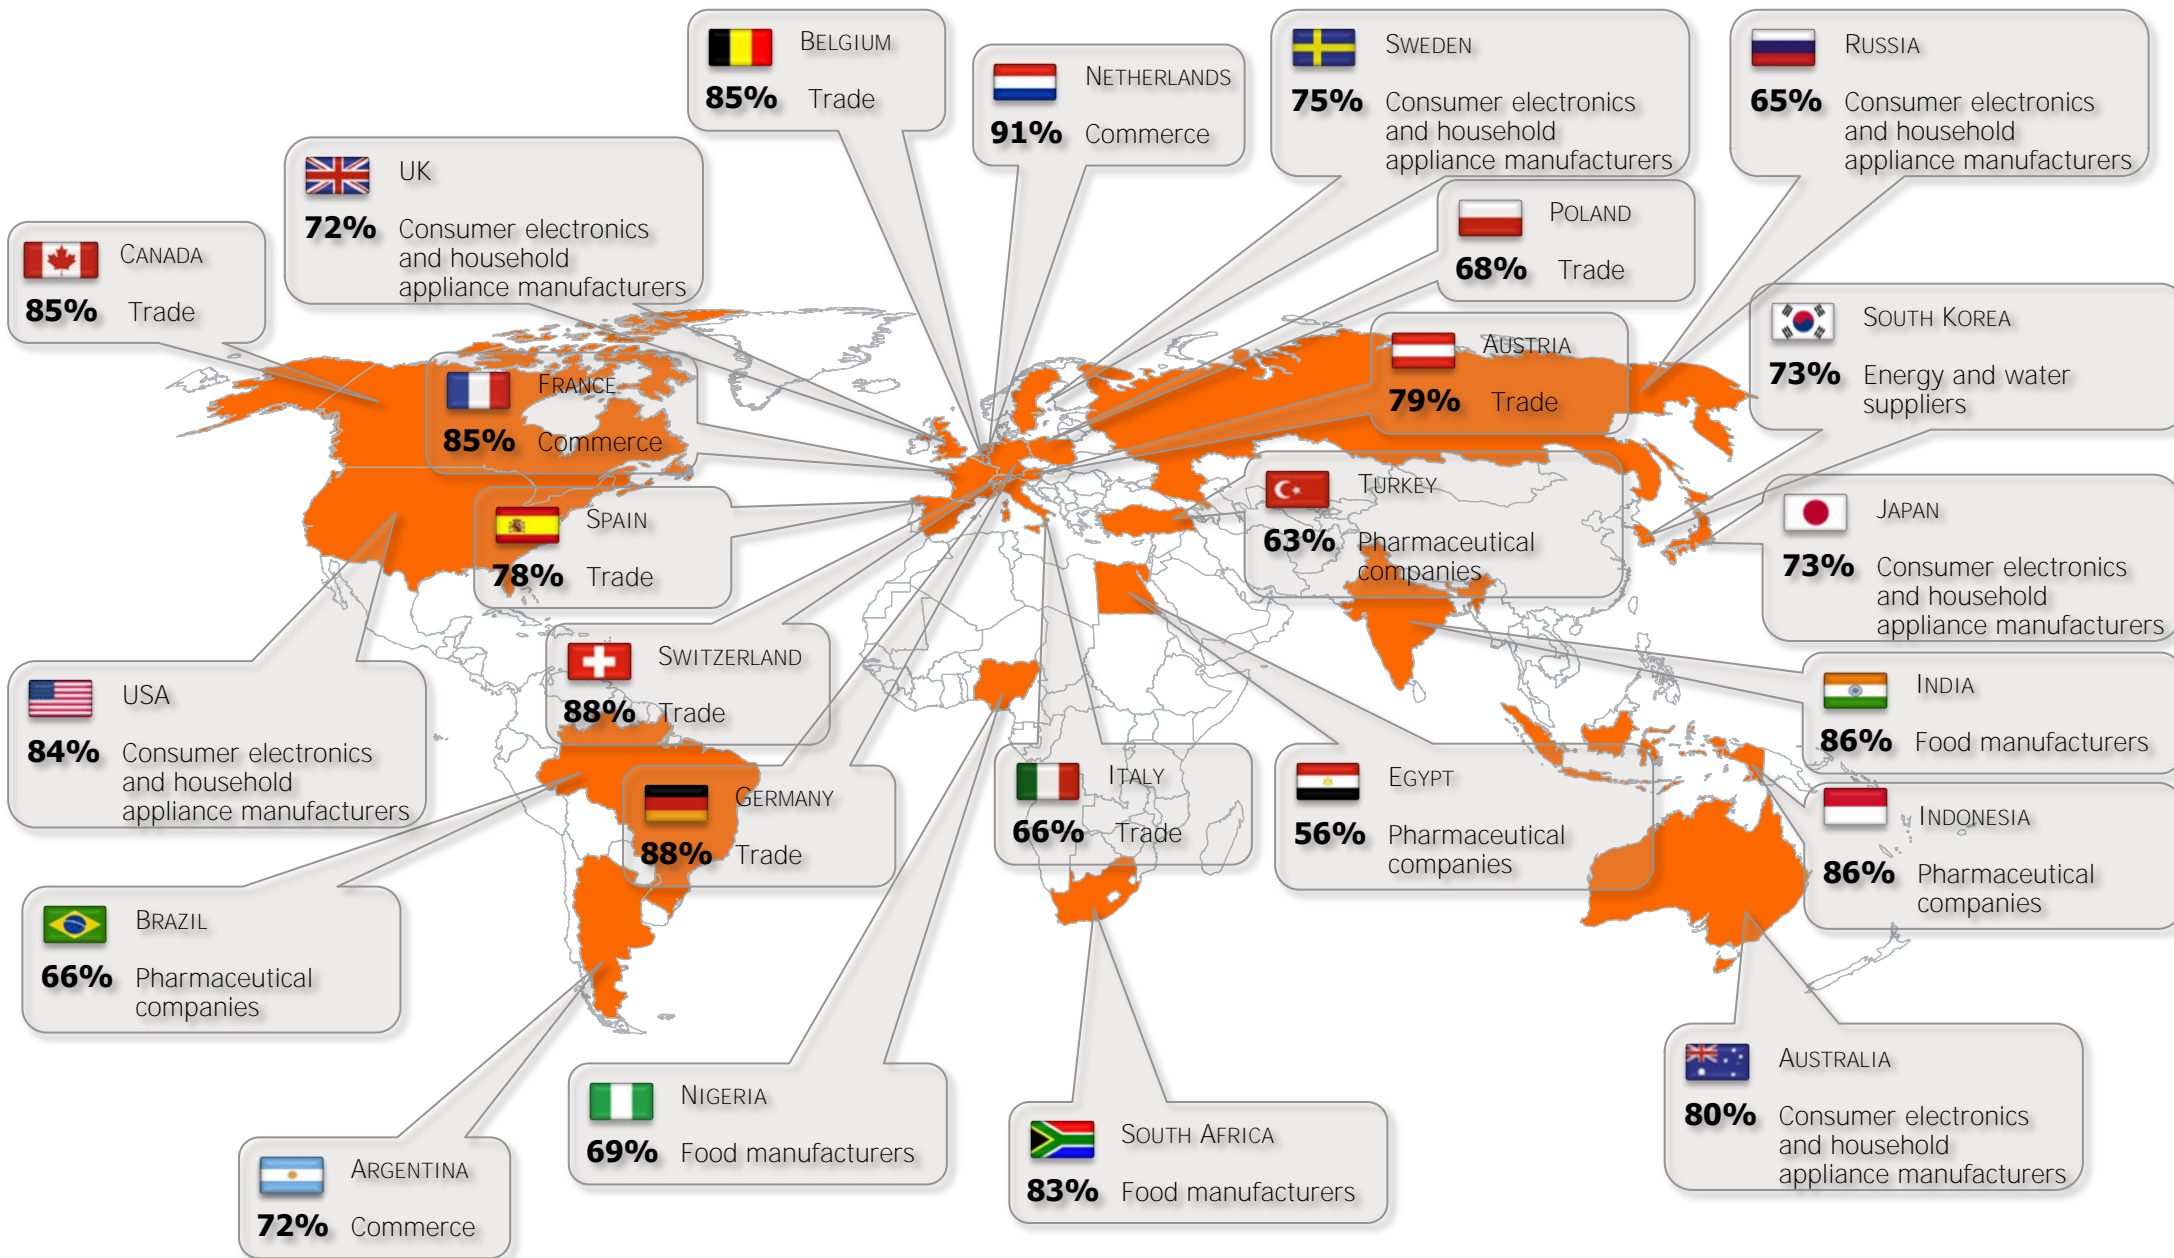 BELGIUM
85% Trade
NETHERLANDS
91% Commerce
SWEDEN
75% Consumer electronics
and household
appliance manufacturers
RUSSIA
65% Consumer electronics
and household
appliance manufacturers
UK
72% Consumer electronics
and household
appliance manufacturers
POLAND
68% Trade
CANADA
85% Trade
SOUTH KOREA
73% Energy and water
suppliers
AUSTRIA
79% Trade
FRANCE
85% Commerce
TURKEY
63% Pharmaceutical
companies
SPAIN
78% Trade
JAPAN
73% Consumer electronics
and household
appliance manufacturers
SWITZERLAND
88% Trade
USA
84% Consumer electronics
and household
appliance manufacturers
INDIA
86% Food manufacturers
GERMANY
88% Trade
ITALY
66% Trade
EGYPT
56% Pharmaceutical
companies
INDONESIA
86% Pharmaceutical
companies
BRAZIL
66% Pharmaceutical
companies
AUSTRALIA
80% Consumer electronics
and household
appliance manufacturers
NIGERIA
69% Food manufacturers
SOUTH AFRICA
83% Food manufacturers
ARGENTINA
72% Commerce